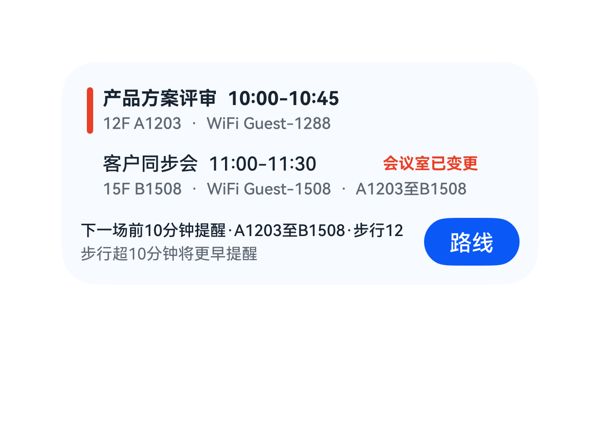 产品方案评审 10:00-10:45
12F A1203 · WiFi Guest-1288
客户同步会 11:00-11:30 会议室已变更
15F B1508 · WiFi Guest-1508 · A1203至B1508
下一场前10分钟提醒·A1203至B1508·步行12
步行超10分钟将更早提醒
路线